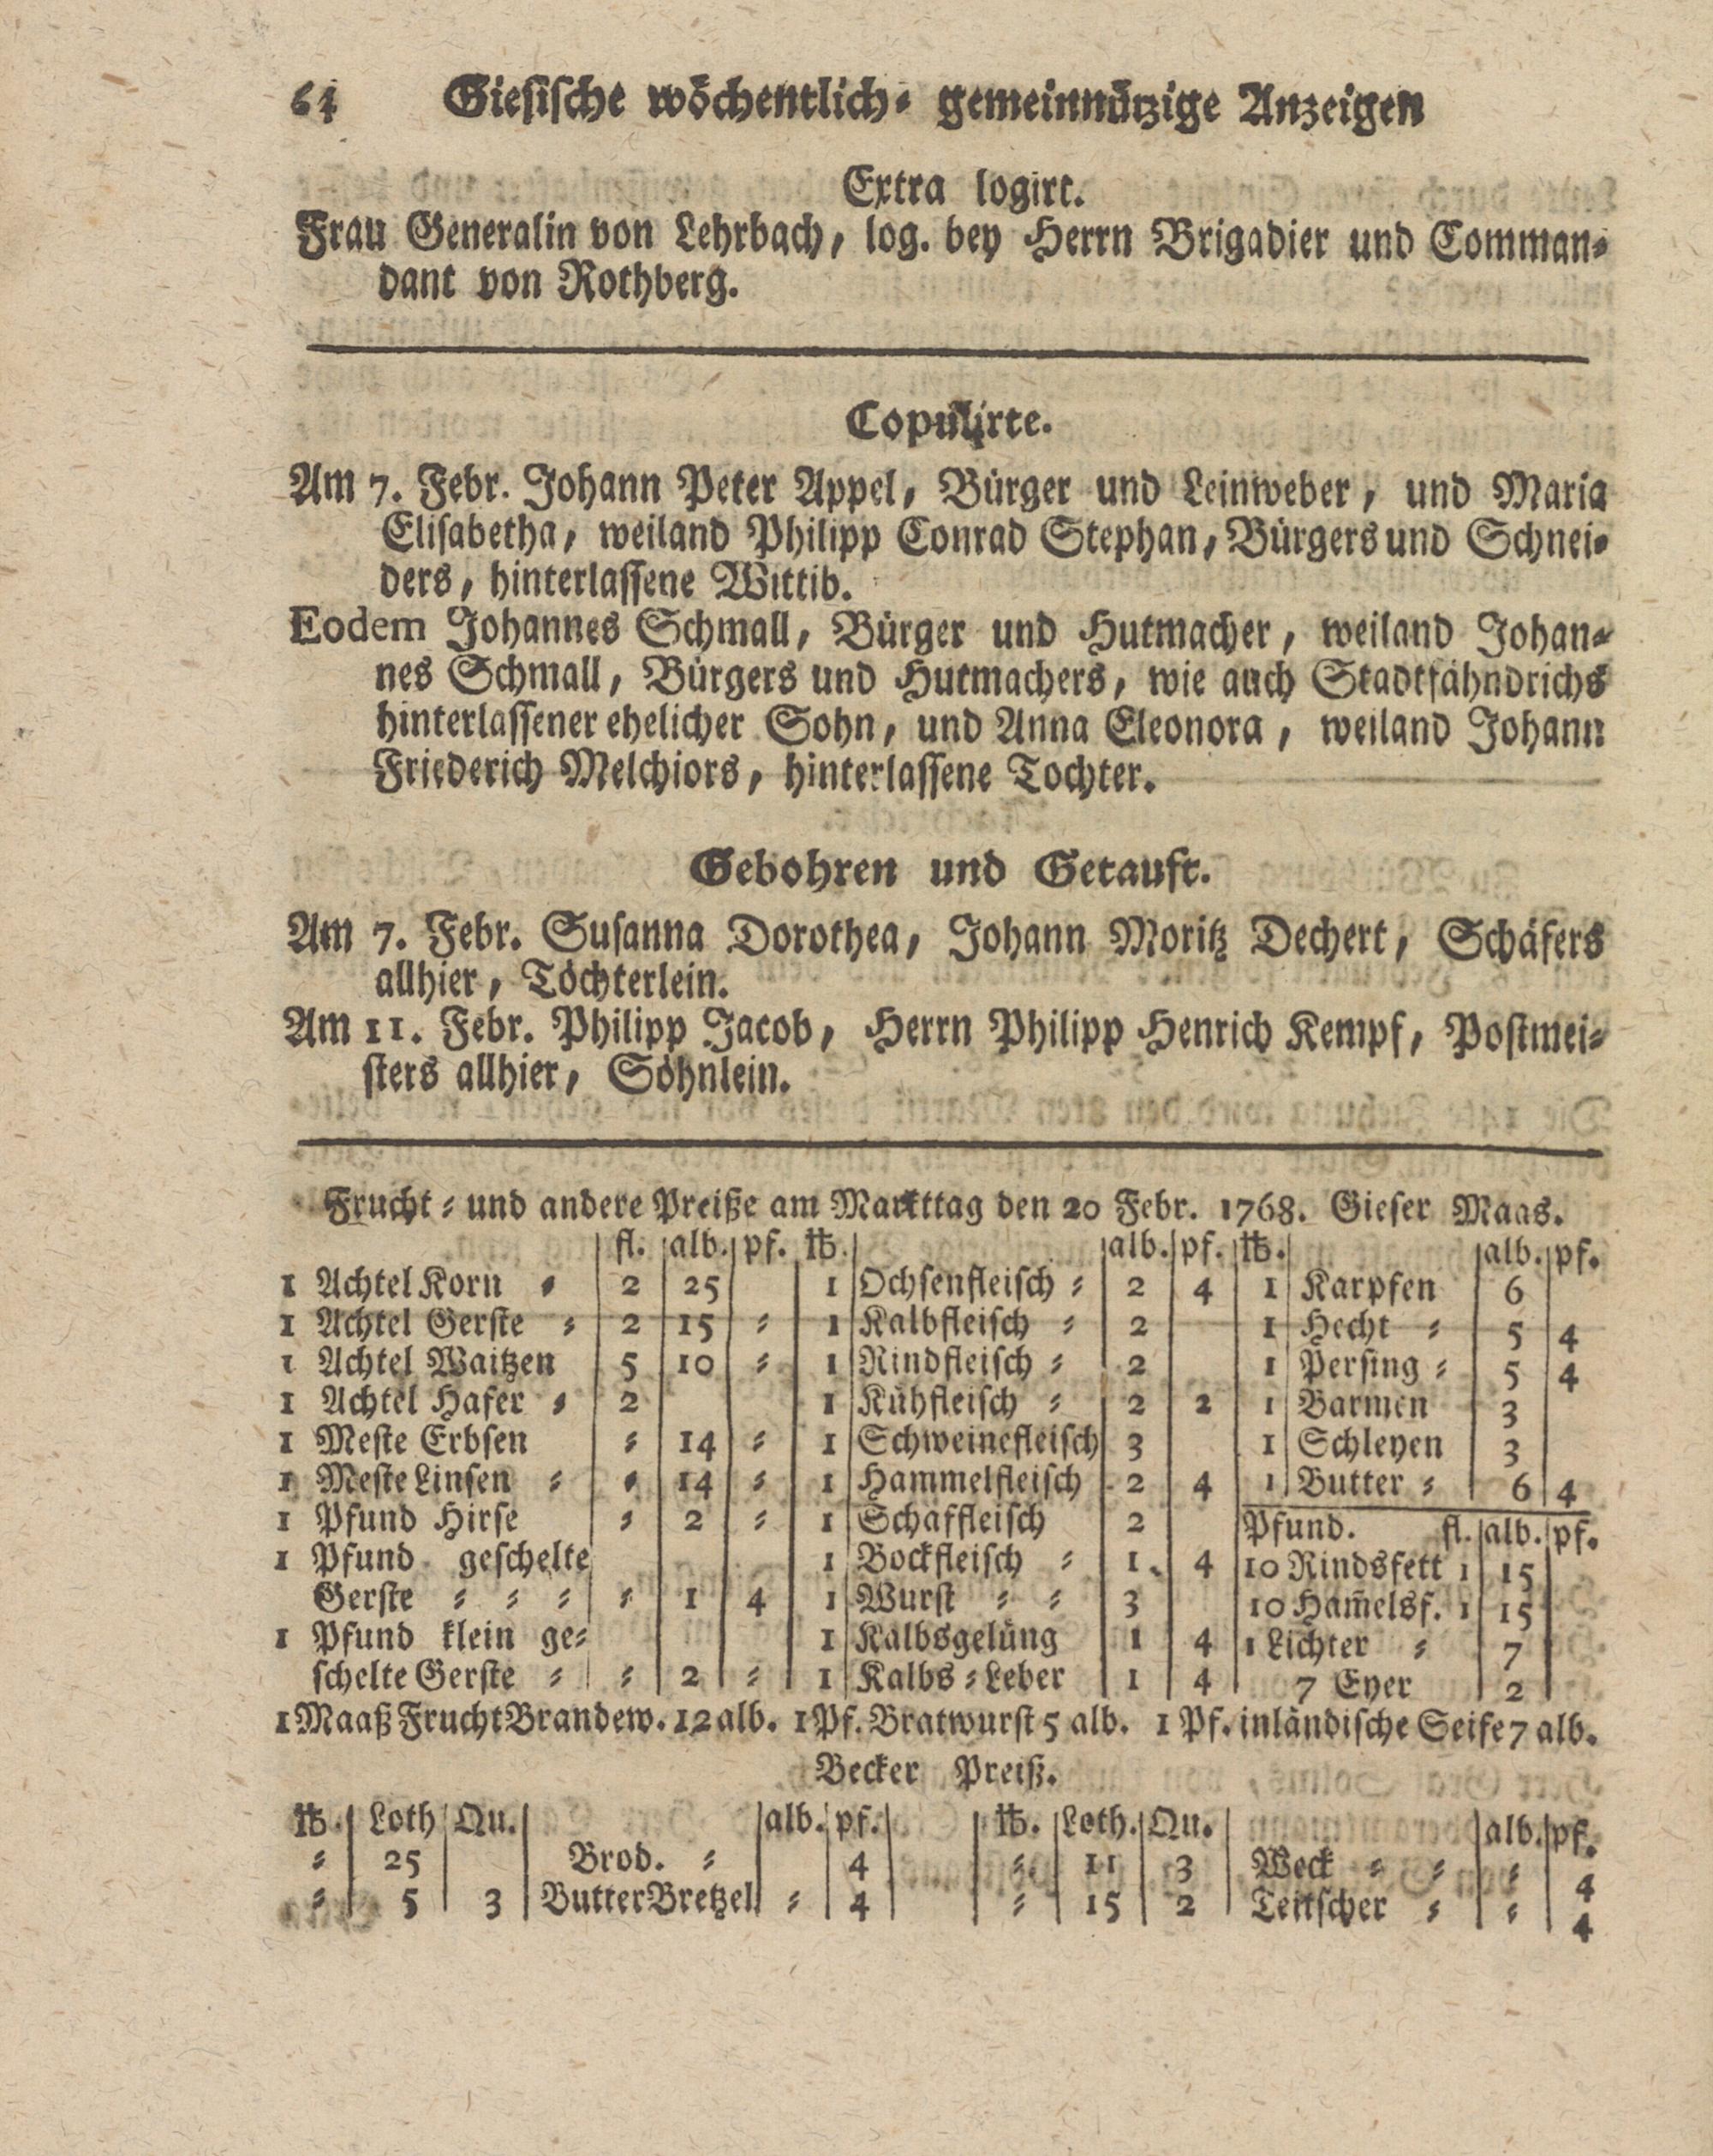 64 Giesische wöchentlich- gemeinnützige Anzeigen
Extra logirt.
Frau Generalin von Lehrbach, log. bey Herrn Brigadier und Comman-
dant von Rothberg.
Copulirte.
Am 7. Febr. Johann Peter Appel, Bürger und Leinweber, und Maria
Elisabetha, weiland Philipp Conrad Stephan, Bürgers und Schnei-
ders, hinterlassene Wittib.
Eodem Johannes Schmall, Bürger und Hutmacher, weiland Johan-
nes Schmall, Bürgers und Hutmachers, wie auch Stadtfähndrichs
hinterlassener ehelicher Sohn, und Anna Eleonora, weiland Johann
Friederich Melchiors, hinterlassene Tochter.
Gebohren und Getauft.
Am 7. Febr. Susanna Dorothea, Johann Moritz Dechert, Schäfers
allhier, Töchterlein.
Am 11. Febr. Philipp Jacob, Herrn Philipp Henrich Kempf, Postmei-
sters allhier, Söhnlein.
Frucht- und andere Preiße am Markttag den 20 Febr. 1768. Gieser Maas.
fl. alb. pf. ℔. alb. pf. ℔. alb. pf.
1 Achtel Korn - 2 25 1 Ochsenfleisch - 2 4 1 Karpfen 6
1 Achtel Gerste - 2 15 - 1 Kalbfleisch - 2 1 Hecht - 5 4
1 Achtel Waitzen 5 10 - 1 Rindfleisch - 2 1 Persing - 5 4
1 Achtel Hafer - 2 1 Kühfleisch - 2 2 1 Barmen 3
1 Meste Erbsen - 14 - 1 Schweinefleisch 3 1 Schleyen 3
1 Meste Linsen - - 14 - 1 Hammelfleisch 2 4 1 Butter - 6 4
1 Pfund Hirse - 2 - 1 Schaffleisch 2 Pfund. fl. alb. pf.
1 Pfund geschelte 1 Bockfleisch - 1 4 10 Rindsfett 1 15
Gerste - - - - 1 4 1 Wurst - - 3 10 Ham̃elsf. 1 15
1 Pfund klein ge- 1 Kalbsgelüng 1 4 1 Lichter - 7
schelte Gerste - - 2 - 1 Kalbs-Leber 1 4 7 Eyer 2
1 Maaß Frucht Brandew. 12 alb. 1 Pf. Bratwurst 5 alb. 1 Pf. inländische Seife 7 alb.
Becker Preiß.
℔. Loth Qu. alb. pf. ℔. Loth. Qu. alb. pf.
- 25 Brod. - 4 - 11 3 Weck - - - 4
- 5 3 Butter Bretzel - 4 - 15 2 Teitscher - - 4